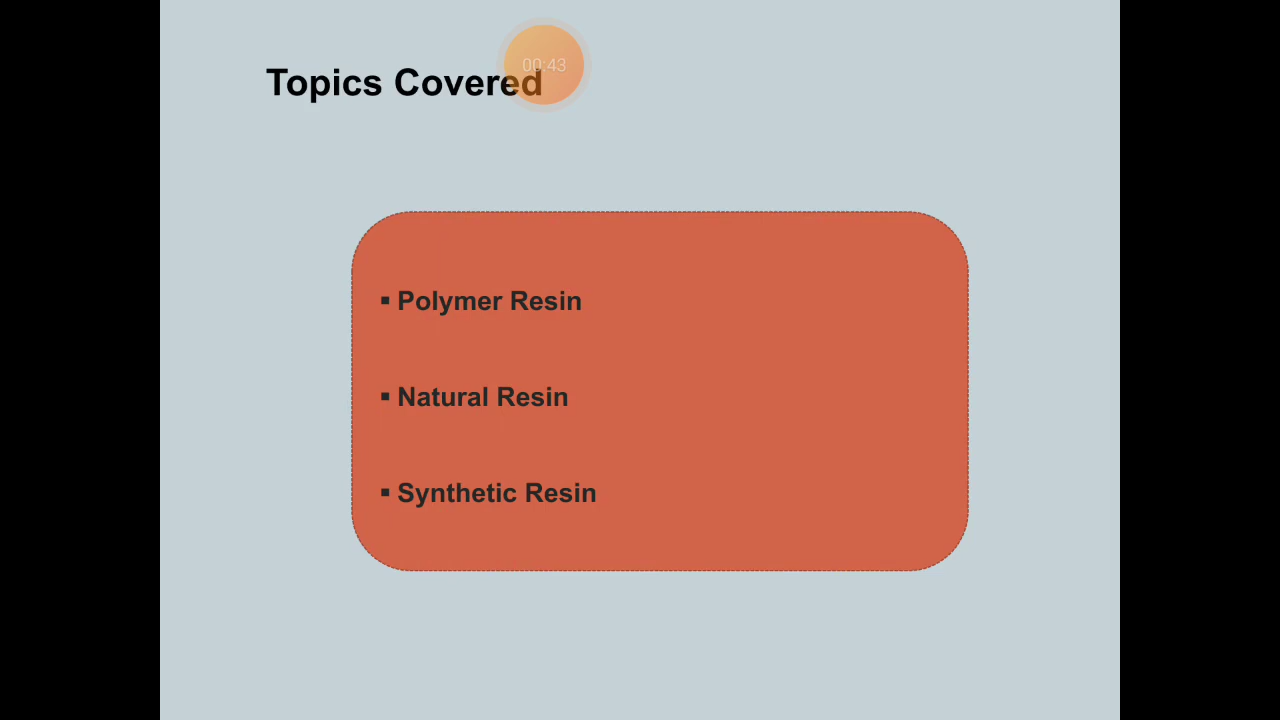 Topics Covered
00:43
▪ Polymer Resin
▪ Natural Resin
▪ Synthetic Resin